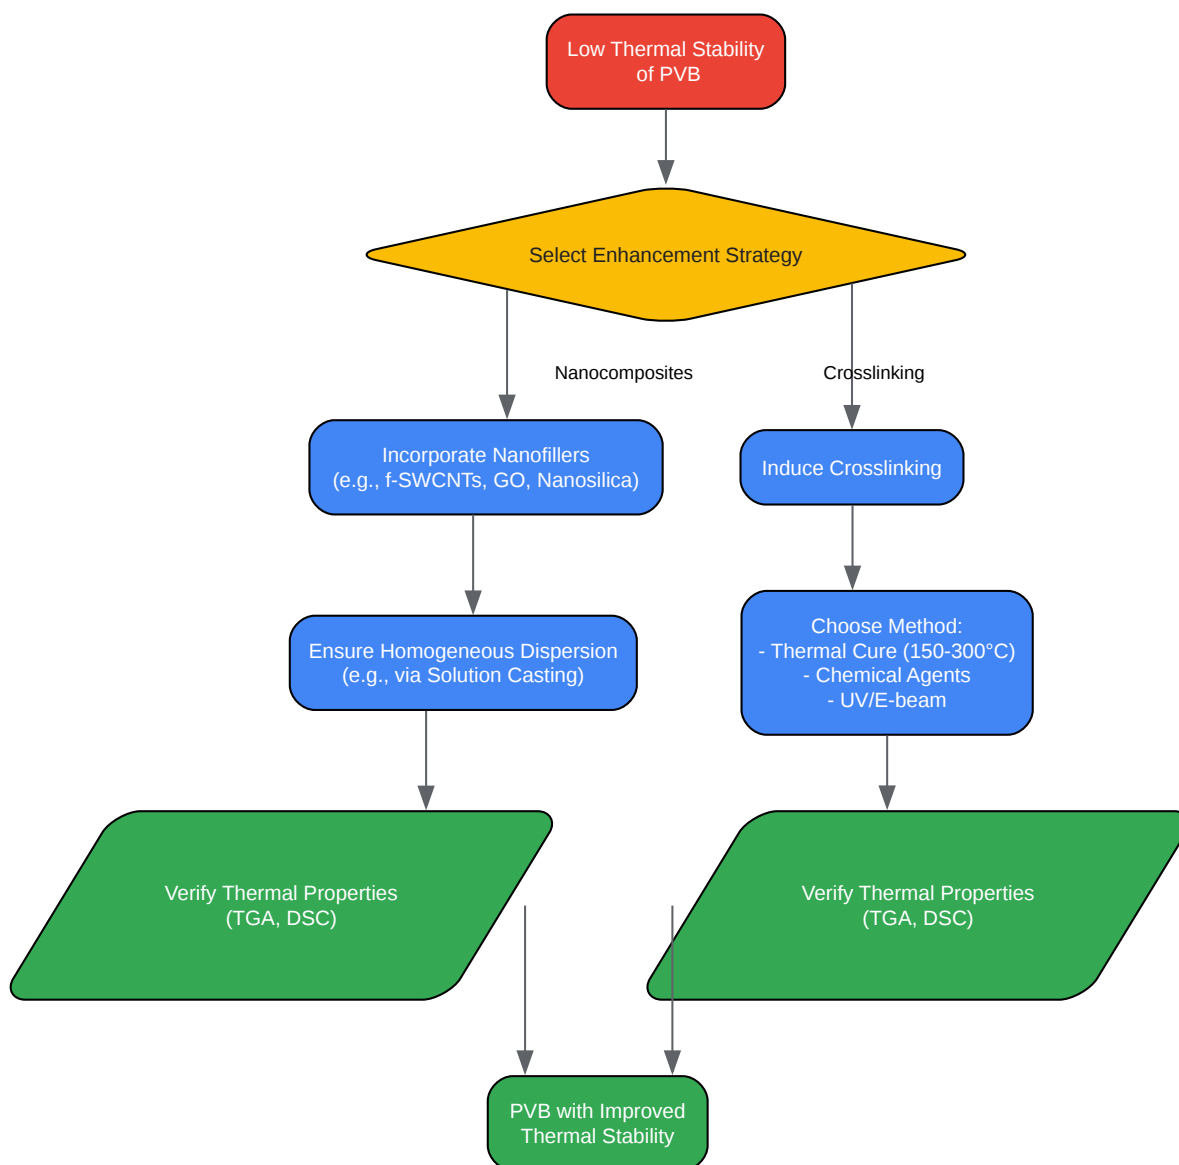 Low Thermal Stability
of PVB
Select Enhancement Strategy
Nanocomposites
Crosslinking
Incorporate Nanofillers
(e.g., f-SWCNTs, GO, Nanosilica)
Induce Crosslinking
Ensure Homogeneous Dispersion
(e.g., via Solution Casting)
Choose Method:
- Thermal Cure (150-300°C)
- Chemical Agents
- UV/E-beam
Verify Thermal Properties
(TGA, DSC)
Verify Thermal Properties
(TGA, DSC)
PVB with Improved
Thermal Stability